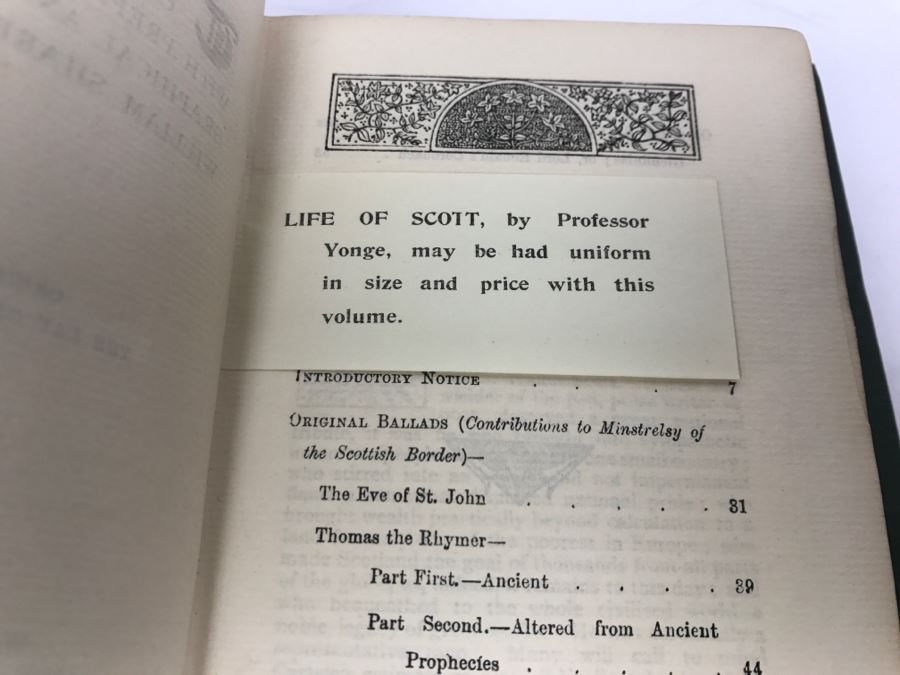 LIFE OF SCOTT, by Professor
Yonge, may be had uniform
in size and price with this
volume.
INTRODUCTORY NOTICE . . . 7
ORIGINAL BALLADS (Contributions to Minstrelsy of
the Scottish Border)—
The Eve of St. John . . . . . 31
Thomas the Rhymer—
Part First.—Ancient . . . . 39
Part Second.—Altered from Ancient
Prophecies . . . . . 44